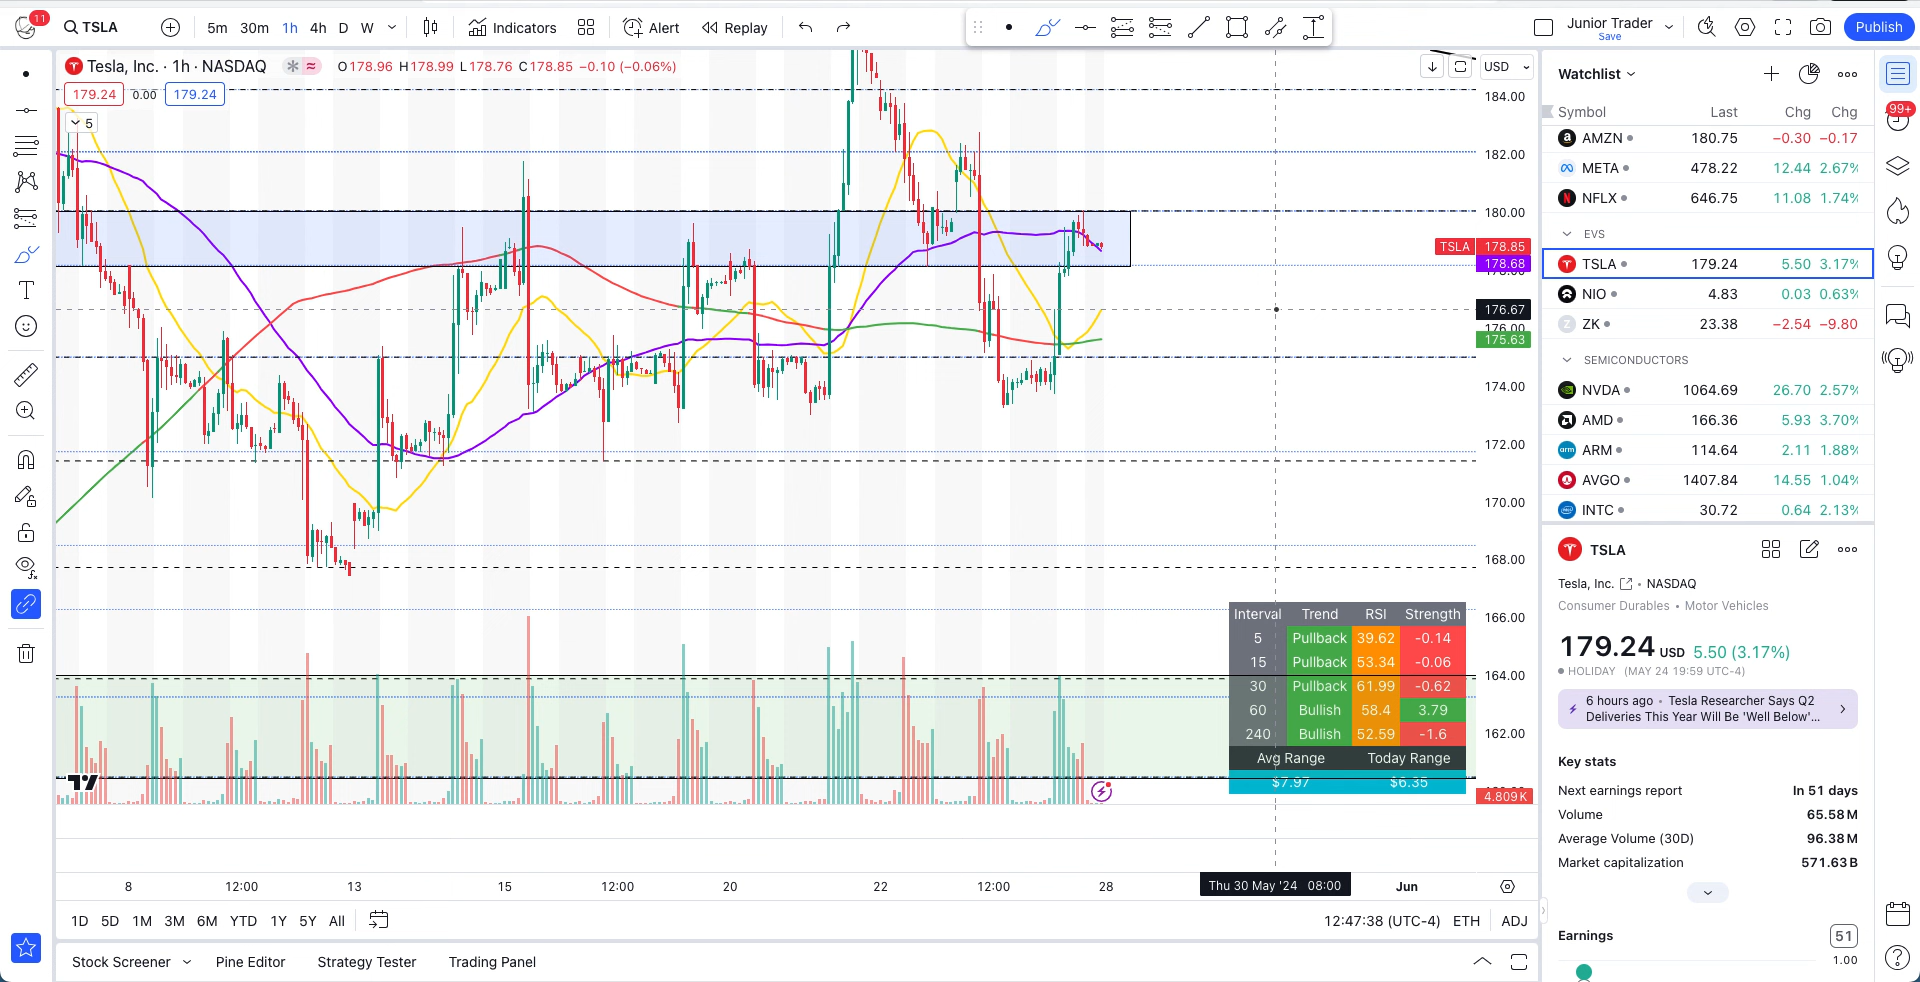 11
TSLA
5m 30m 1h 4h D W
Indicators
Alert
Replay
Junior Trader
Save
Publish
Tesla, Inc. · 1h · NASDAQ
O178.96 H178.99 L178.76 C178.85 −0.10 (−0.06%)
179.24 0.00 179.24
5
USD
184.00
182.00
180.00
TSLA 178.85
178.68
178.00
176.67
176.00
175.63
174.00
172.00
170.00
168.00
166.00
164.00
162.00
4.809K
Interval Trend RSI Strength
5 Pullback 39.62 -0.14
15 Pullback 53.34 -0.06
30 Pullback 61.99 -0.62
60 Bullish 58.4 3.79
240 Bullish 52.59 -1.6
Avg Range Today Range
$7.97 $6.35
8 12:00 13 15 12:00 20 22 12:00 28 Thu 30 May '24 08:00 Jun
1D 5D 1M 3M 6M YTD 1Y 5Y All
12:47:38 (UTC-4) ETH ADJ
Stock Screener Pine Editor Strategy Tester Trading Panel
Watchlist
Symbol Last Chg Chg
AMZN 180.75 −0.30 −0.17
META 478.22 12.44 2.67%
NFLX 646.75 11.08 1.74%
EVS
TSLA 179.24 5.50 3.17%
NIO 4.83 0.03 0.63%
ZK 23.38 −2.54 −9.80
SEMICONDUCTORS
NVDA 1064.69 26.70 2.57%
AMD 166.36 5.93 3.70%
arm ARM 114.64 2.11 1.88%
AVGO 1407.84 14.55 1.04%
INTC 30.72 0.64 2.13%
99+
TSLA
Tesla, Inc. • NASDAQ
Consumer Durables • Motor Vehicles
179.24 USD 5.50 (3.17%)
HOLIDAY (MAY 24 19:59 UTC-4)
6 hours ago • Tesla Researcher Says Q2
Deliveries This Year Will Be 'Well Below'...
Key stats
Next earnings report In 51 days
Volume 65.58M
Average Volume (30D) 96.38M
Market capitalization 571.63B
Earnings 51
1.00